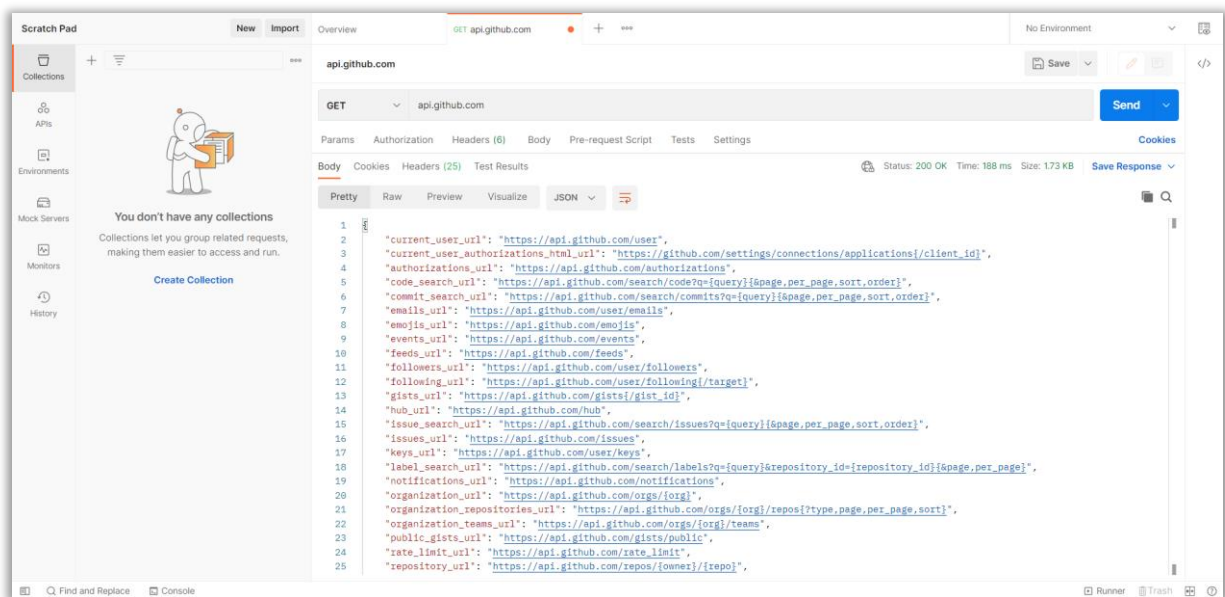 Scratch Pad
New
Import
Overview
GET api.github.com
No Environment
Collections
APIs
Environments
Mock Servers
Monitors
History
You don't have any collections
Collections let you group related requests,
making them easier to access and run.
Create Collection
api.github.com
Save
</>
GET
api.github.com
Send
Params Authorization Headers (6) Body Pre-request Script Tests Settings
Cookies
Body Cookies Headers (25) Test Results
Status: 200 OK Time: 188 ms Size: 1.73 KB Save Response
Pretty Raw Preview Visualize JSON
1 {
2 "current_user_url": "https://api.github.com/user",
3 "current_user_authorizations_html_url": "https://github.com/settings/connections/applications{/client_id}",
4 "authorizations_url": "https://api.github.com/authorizations",
5 "code_search_url": "https://api.github.com/search/code?q={query}{&page,per_page,sort,order}",
6 "commit_search_url": "https://api.github.com/search/commits?q={query}{&page,per_page,sort,order}",
7 "emails_url": "https://api.github.com/user/emails",
8 "emojis_url": "https://api.github.com/emojis",
9 "events_url": "https://api.github.com/events",
10 "feeds_url": "https://api.github.com/feeds",
11 "followers_url": "https://api.github.com/user/followers",
12 "following_url": "https://api.github.com/user/following{/target}",
13 "gists_url": "https://api.github.com/gists{/gist_id}",
14 "hub_url": "https://api.github.com/hub",
15 "issue_search_url": "https://api.github.com/search/issues?q={query}{&page,per_page,sort,order}",
16 "issues_url": "https://api.github.com/issues",
17 "keys_url": "https://api.github.com/user/keys",
18 "label_search_url": "https://api.github.com/search/labels?q={query}&repository_id={repository_id}{&page,per_page}",
19 "notifications_url": "https://api.github.com/notifications",
20 "organization_url": "https://api.github.com/orgs/{org}",
21 "organization_repositories_url": "https://api.github.com/orgs/{org}/repos{?type,page,per_page,sort}",
22 "organization_teams_url": "https://api.github.com/orgs/{org}/teams",
23 "public_gists_url": "https://api.github.com/gists/public",
24 "rate_limit_url": "https://api.github.com/rate_limit",
25 "repository_url": "https://api.github.com/repos/{owner}/{repo}",
Find and Replace Console
Runner Trash